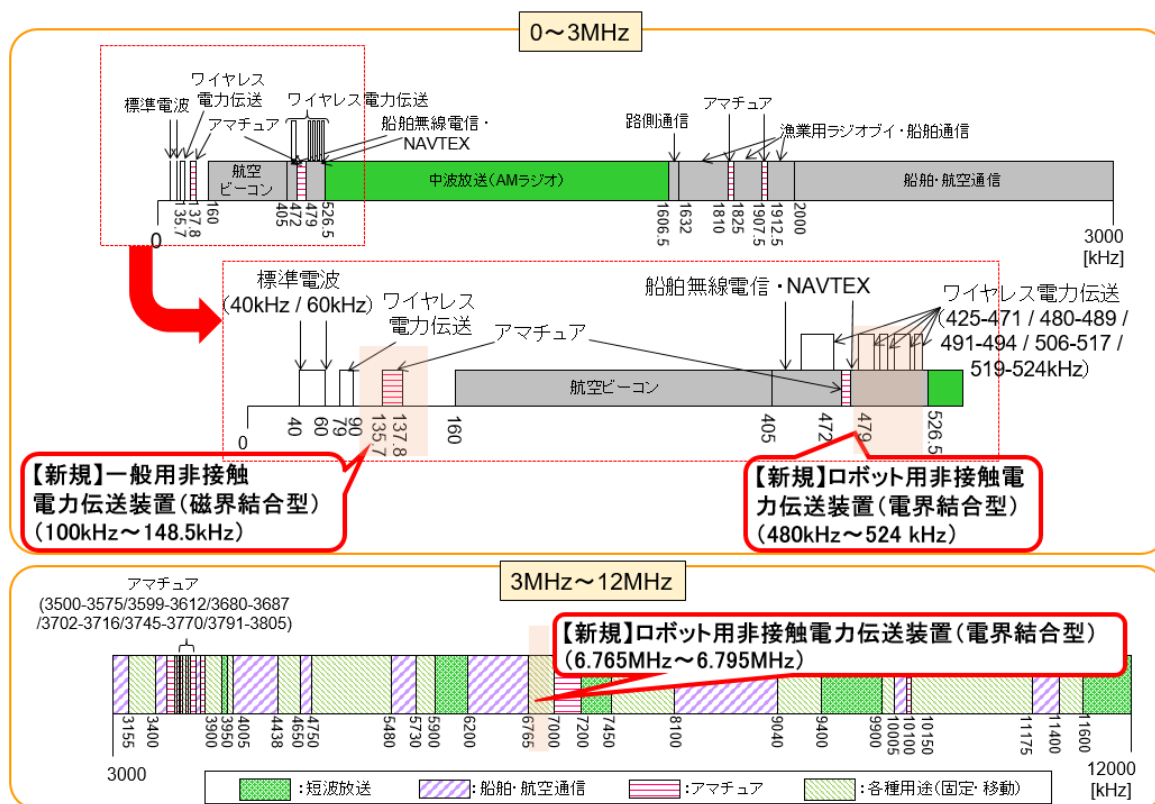 0～3MHz
標準電波
ワイヤレス
電力伝送
アマチュア
ワイヤレス電力伝送
船舶無線電信・
NAVTEX
路側通信
アマチュア
漁業用ラジオブイ・船舶通信
航空
ビーコン
中波放送(AMラジオ)
船舶・航空通信
0
135.7
137.8
160
405
472
479
526.5
1606.5
1632
1810
1825
1907.5
1912.5
2000
3000
[kHz]
標準電波
(40kHz / 60kHz)
ワイヤレス
電力伝送
アマチュア
船舶無線電信・NAVTEX
ワイヤレス電力伝送
(425-471 / 480-489 /
491-494 / 506-517 /
519-524kHz)
航空ビーコン
0
40
60
79
90
135.7
137.8
160
405
472
479
526.5
【新規】一般用非接触
電力伝送装置(磁界結合型)
(100kHz～148.5kHz)
【新規】ロボット用非接触電
力伝送装置(電界結合型)
(480kHz～524 kHz)
3MHz～12MHz
アマチュア
(3500-3575/3599-3612/3680-3687
/3702-3716/3745-3770/3791-3805)
【新規】ロボット用非接触電力伝送装置(電界結合型)
(6.765MHz～6.795MHz)
3000
3155
3400
3900
3950
4005
4438
4650
4750
5480
5730
5900
6200
6765
7000
7200
7450
8100
9040
9400
9900
10005
10100
10150
11175
11400
11600
12000
[kHz]
:短波放送
:船舶・航空通信
:アマチュア
:各種用途(固定・移動)